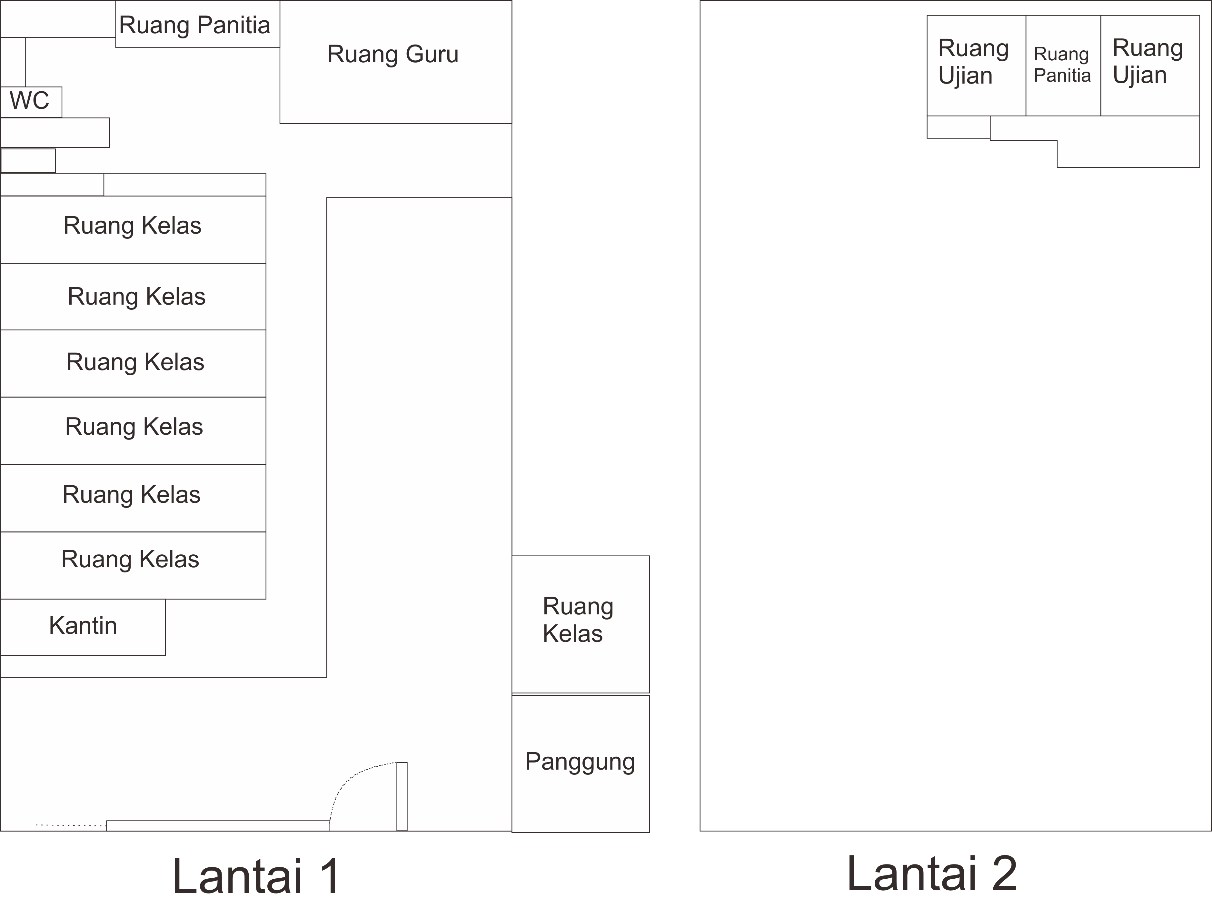 Ruang Panitia
Ruang Guru
WC
Ruang Kelas
Ruang Kelas
Ruang Kelas
Ruang Kelas
Ruang Kelas
Ruang Kelas
Kantin
Ruang
Kelas
Panggung
Lantai 1
Ruang
Ujian
Ruang
Panitia
Ruang
Ujian
Lantai 2